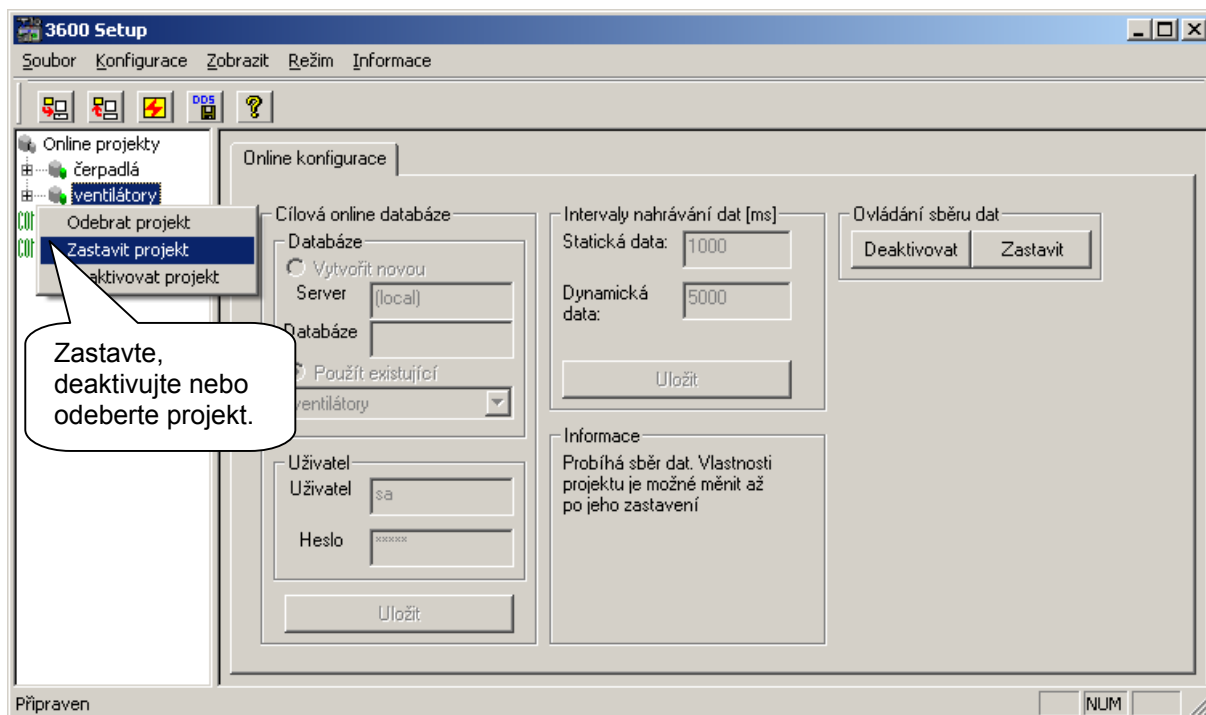 3600 Setup
Soubor Konfigurace Zobrazit Režim Informace
DDS
Online projekty
čerpadlá
ventilátory
Odebrat projekt
Zastavit projekt
aktivovat projekt
Zastavte,
deaktivujte nebo
odeberte projekt.
Online konfigurace
Cílová online databáze
Databáze
Vytvořit novou
Server (local)
Databáze
Použít existující
ventilátory
Uživatel
Uživatel sa
Heslo xxxxx
Uložit
Intervaly nahrávání dat [ms]
Statická data: 1000
Dynamická
data: 5000
Uložit
Informace
Probíhá sběr dat. Vlastnosti
projektu je možné měnit až
po jeho zastavení
Ovládání sběru dat
Deaktivovat Zastavit
Připraven
NUM